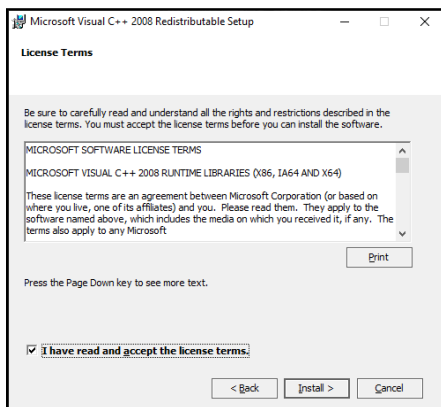 Microsoft Visual C++ 2008 Redistributable Setup
License Terms
Be sure to carefully read and understand all the rights and restrictions described in the
license terms. You must accept the license terms before you can install the software.
MICROSOFT SOFTWARE LICENSE TERMS
MICROSOFT VISUAL C++ 2008 RUNTIME LIBRARIES (X86, IA64 AND X64)
These license terms are an agreement between Microsoft Corporation (or based on
where you live, one of its affiliates) and you. Please read them. They apply to the
software named above, which includes the media on which you received it, if any. The
terms also apply to any Microsoft
Print
Press the Page Down key to see more text.
I have read and accept the license terms.
< Back
Install >
Cancel